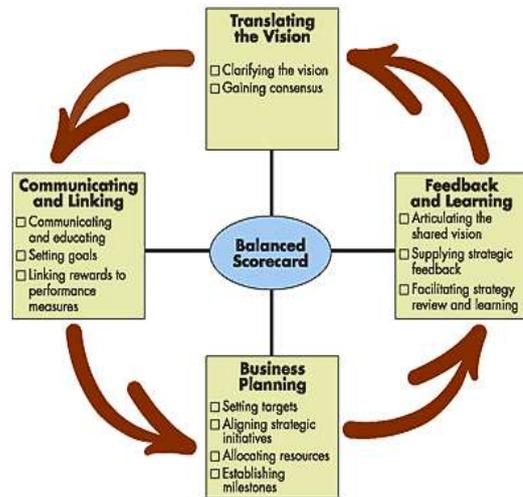 Translating
the Vision
☐ Clarifying the vision
☐ Gaining consensus
Communicating
and Linking
☐ Communicating
and educating
☐ Setting goals
☐ Linking rewards to
performance
measures
Balanced
Scorecard
Feedback
and Learning
☐ Articulating the
shared vision
☐ Supplying strategic
feedback
☐ Facilitating strategy
review and learning
Business
Planning
☐ Setting targets
☐ Aligning strategic
initiatives
☐ Allocating resources
☐ Establishing
milestones